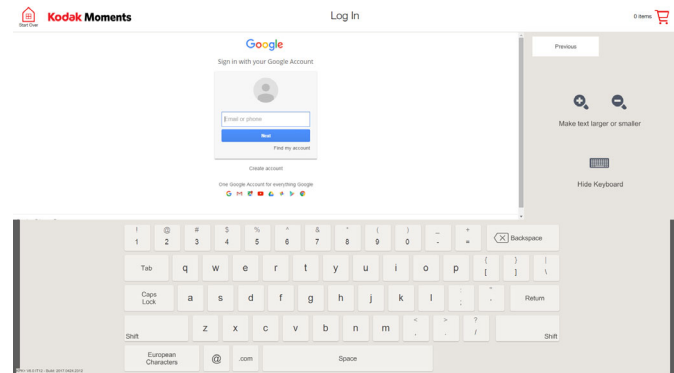 Start Over
Kodak Moments
Log In
0 items
Google
Sign in with your Google Account
Email or phone
Next
Find my account
Create account
One Google Account for everything Google
Previous
Make text larger or smaller
Hide Keyboard
! @ # $ % ^ & * ( ) _ +
1 2 3 4 5 6 7 8 9 0 - = Backspace
Tab q w e r t y u i o p { [ } ] | \
Caps Lock a s d f g h j k l : ; " ' Return
Shift z x c v b n m < , > . ? / Shift
European Characters @ .com Space